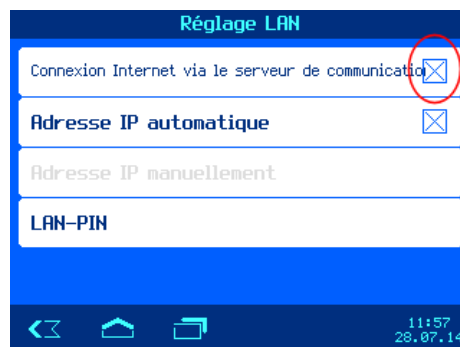 Réglage LAN
Connexion Internet via le serveur de communicatio
Adresse IP automatique
Adresse IP manuellement
LAN-PIN
11:57
28.07.14